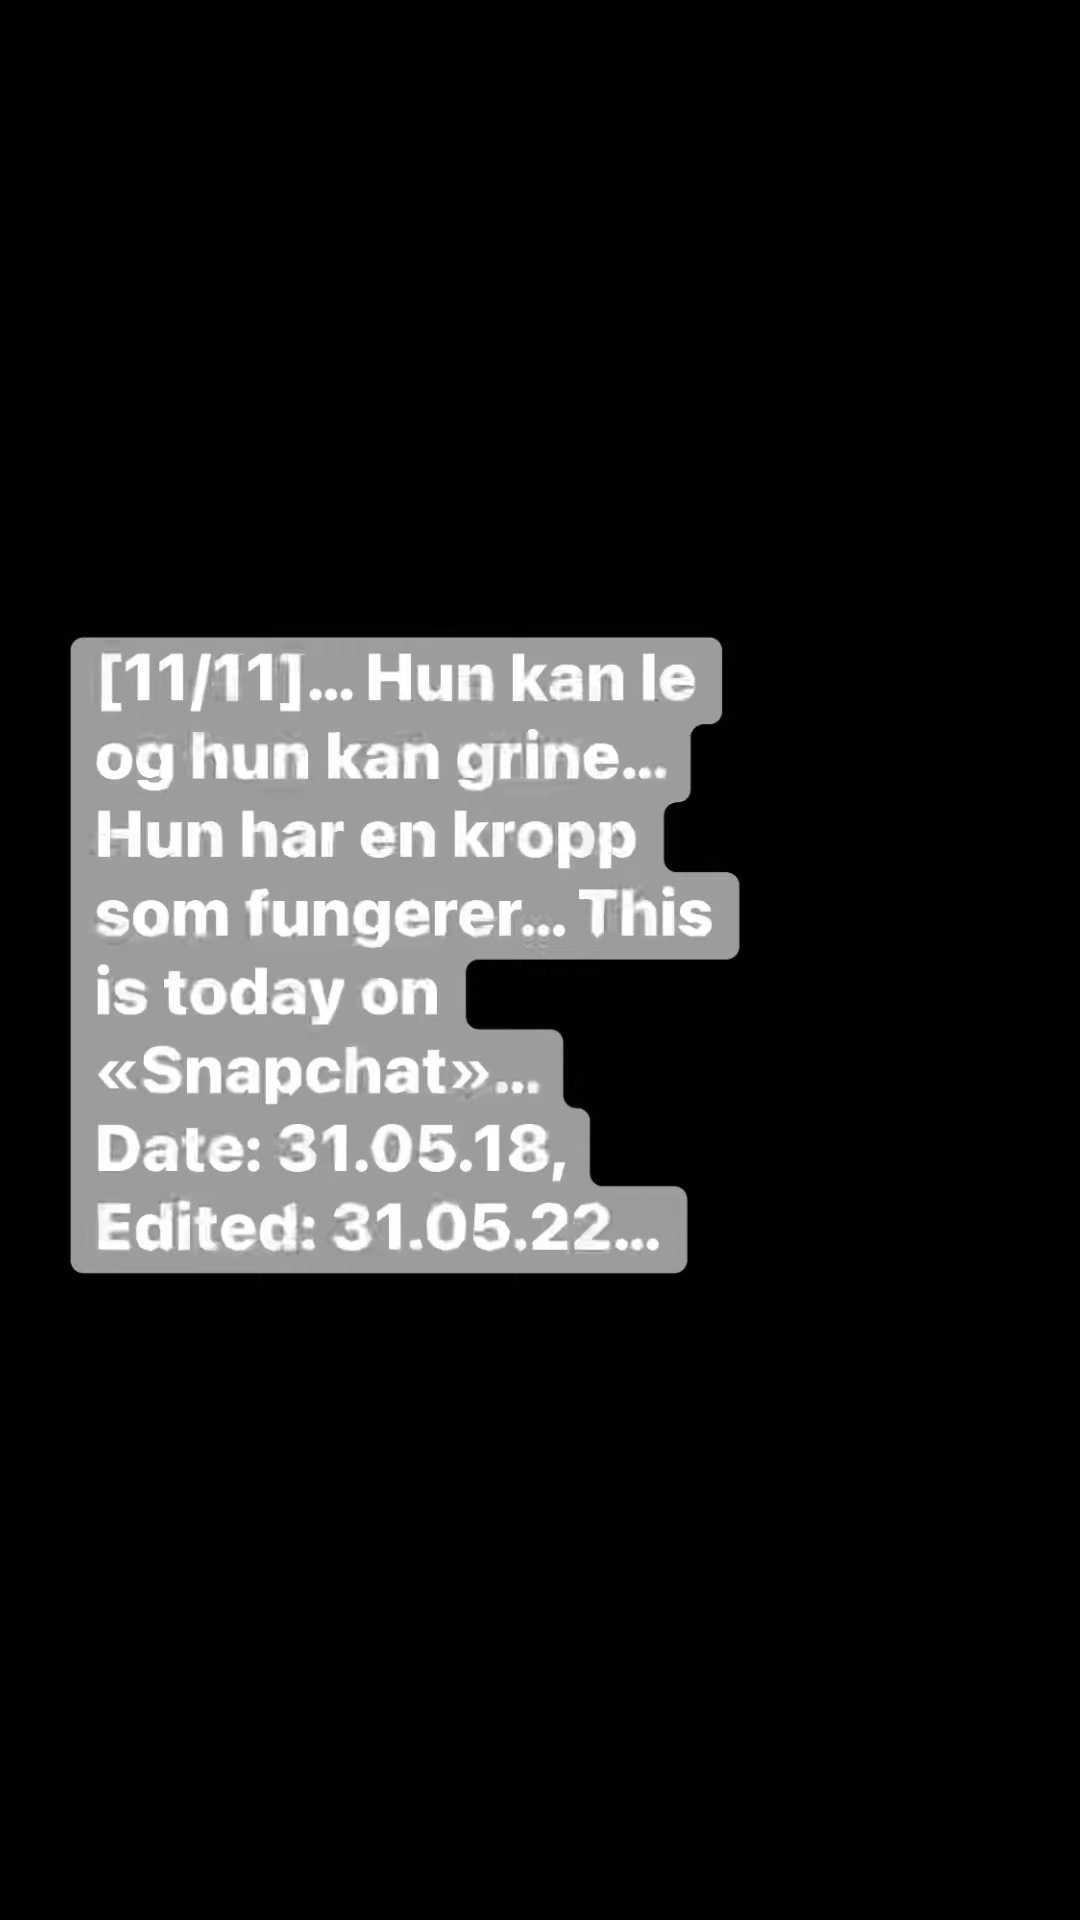 [11/11]... Hun kan le
og hun kan grine...
Hun har en kropp
som fungerer... This
is today on
«Snapchat»...
Date: 31.05.18,
Edited: 31.05.22...